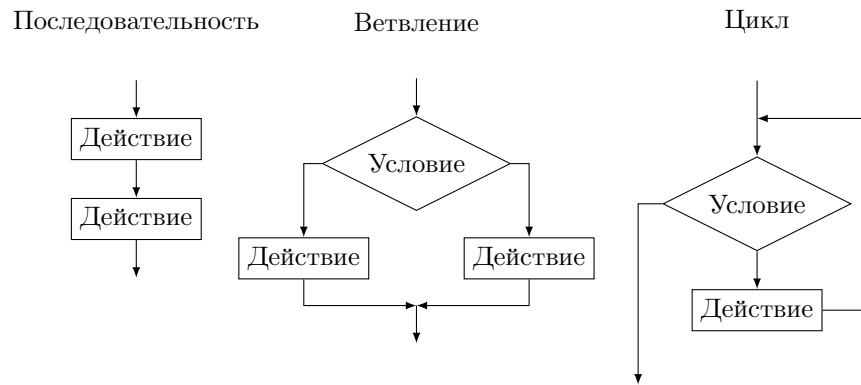 Последовательность
Ветвление
Цикл
Действие
Действие
Условие
Действие
Действие
Условие
Действие